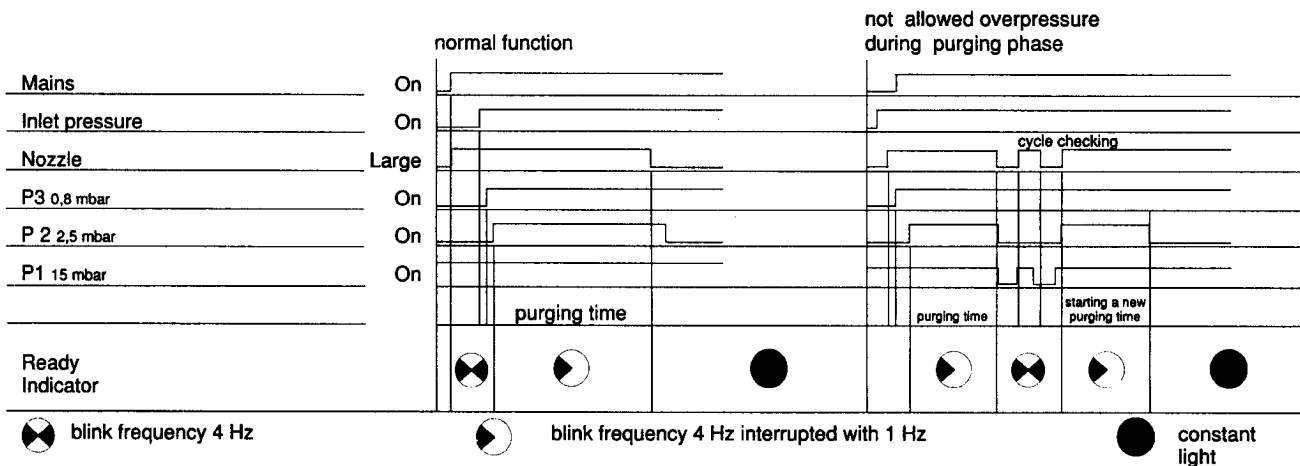 normal function
not allowed overpressure
during purging phase
Mains On
Inlet pressure On
cycle checking
Nozzle Large
P3 0,8 mbar On
P 2 2,5 mbar On
P1 15 mbar On
purging time
purging time
starting a new
purging time
Ready
Indicator
blink frequency 4 Hz
blink frequency 4 Hz interrupted with 1 Hz
constant
light